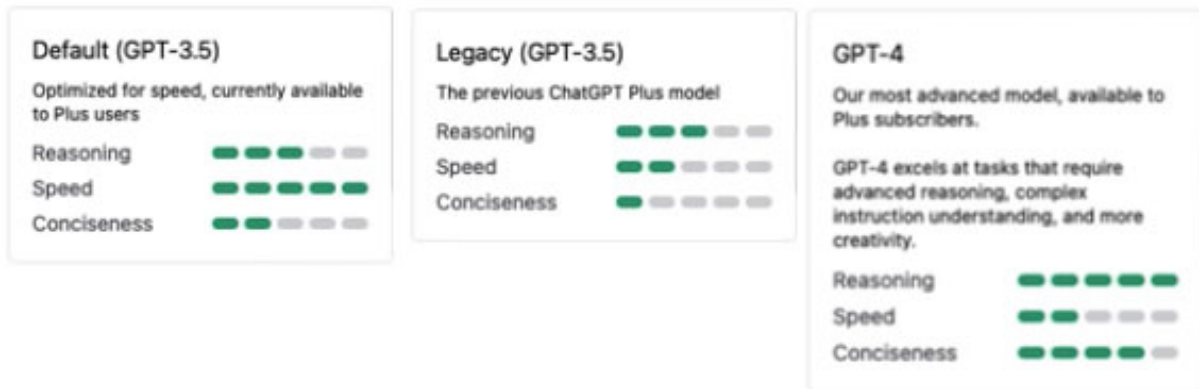 Default (GPT-3.5)
Optimized for speed, currently available
to Plus users
Reasoning
Speed
Conciseness
Legacy (GPT-3.5)
The previous ChatGPT Plus model
Reasoning
Speed
Conciseness
GPT-4
Our most advanced model, available to
Plus subscribers.
GPT-4 excels at tasks that require
advanced reasoning, complex
instruction understanding, and more
creativity.
Reasoning
Speed
Conciseness